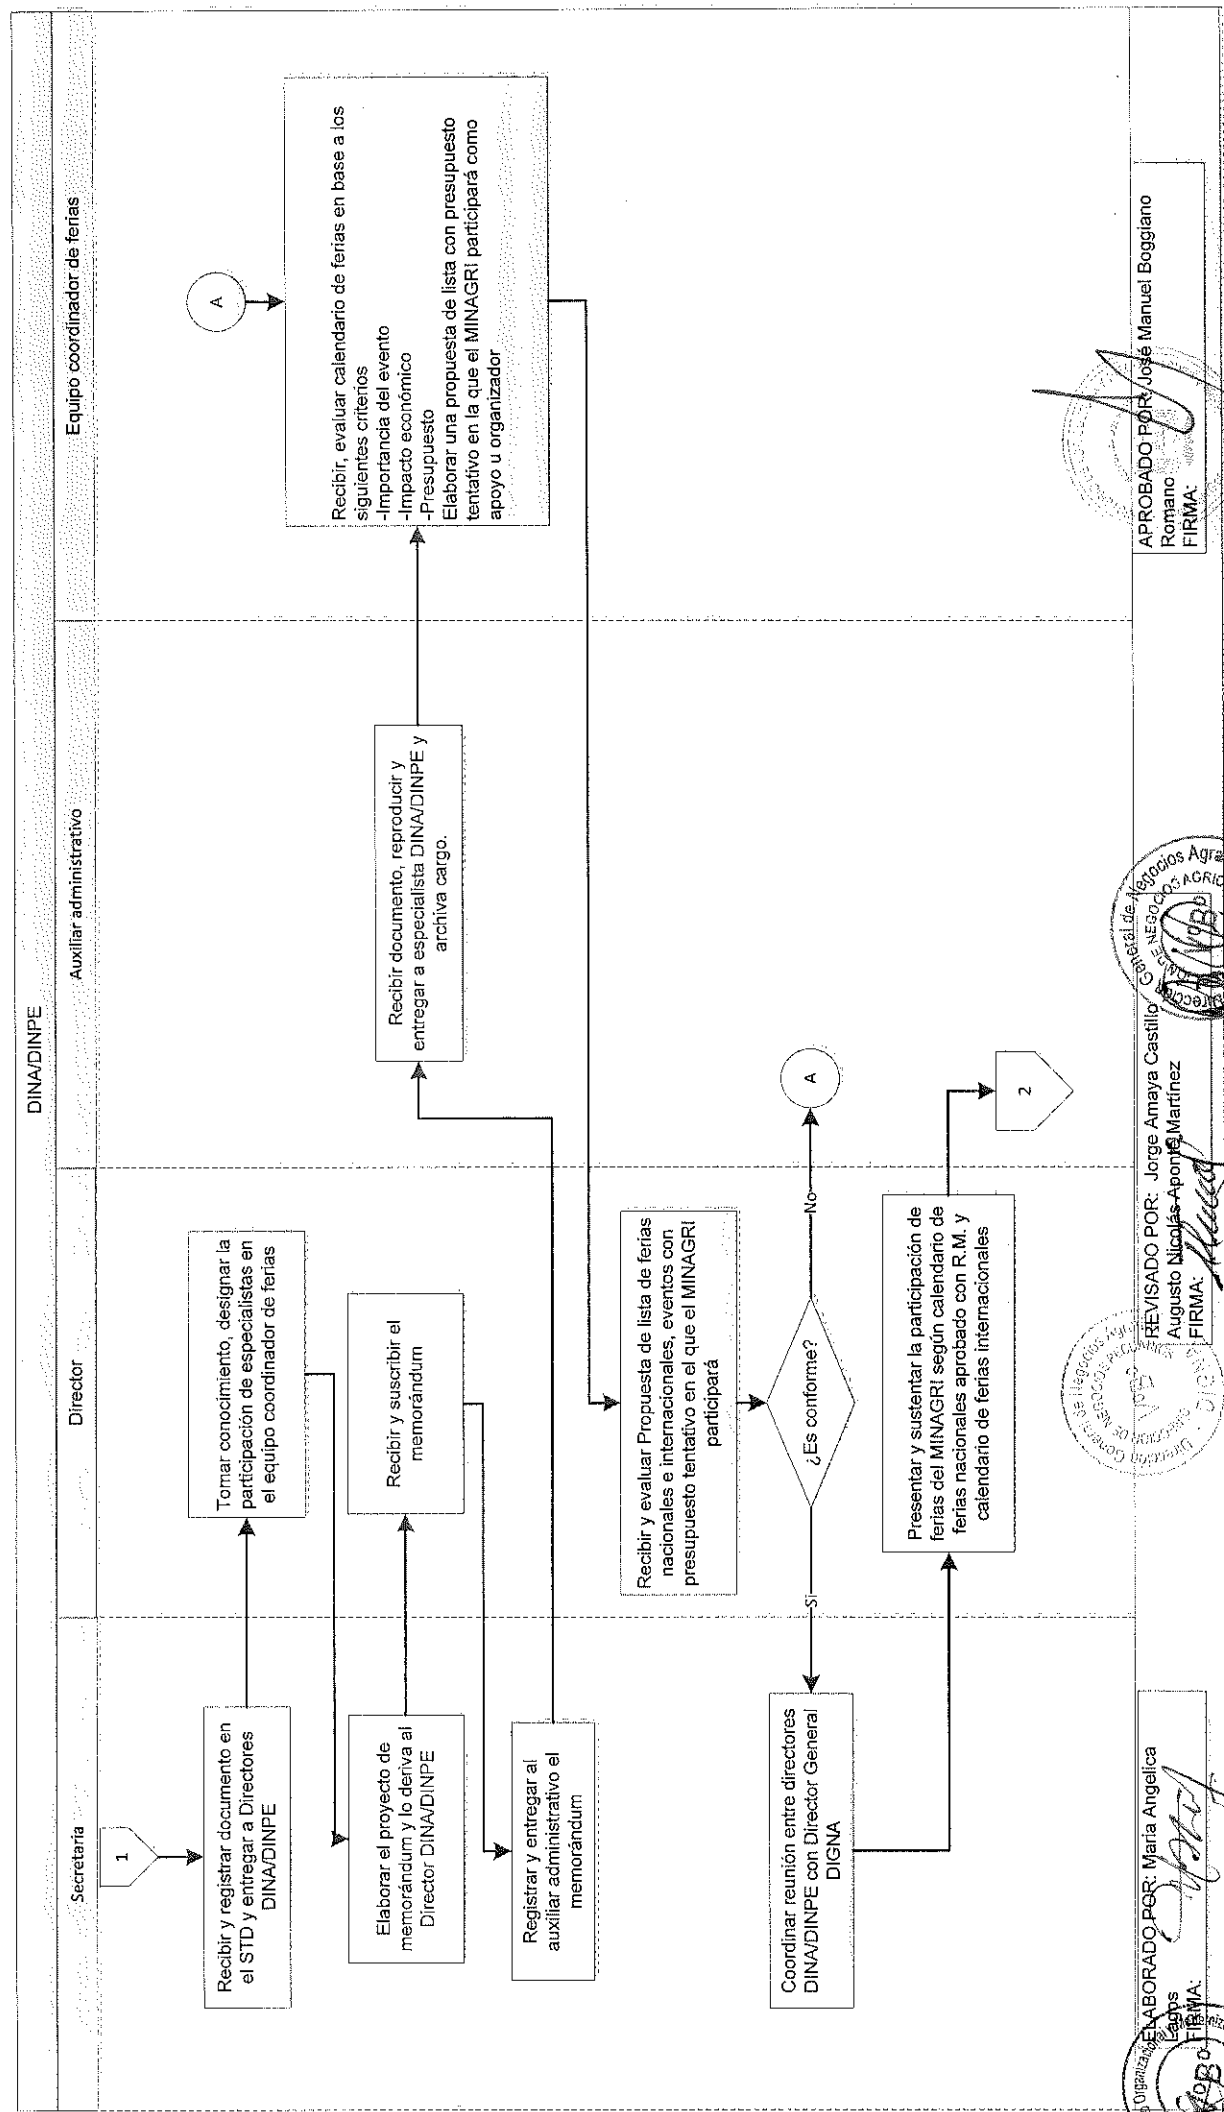 DINA/DINPE
Secretaria
Director
Auxiliar administrativo
Equipo coordinador de ferias
1
Recibir y registrar documento en
el STD y entregar a Directores
DINA/DINPE
Tomar conocimiento, designar la
participación de especialistas en
el equipo coordinador de ferias
Elaborar el proyecto de
memorándum y lo deriva al
Director DINA/DINPE
Recibir y suscribir el
memorándum
Registrar y entregar al
auxiliar administrativo el
memorándum
Recibir documento, reproducir y
entregar a especialista DINA/DINPE y
archiva cargo.
A
Recibir, evaluar calendario de ferias en base a los
siguientes criterios
-Importancia del evento
-Impacto económico
-Presupuesto
Elaborar una propuesta de lista con presupuesto
tentativo en la que el MINAGRI participará como
apoyo u organizador
Recibir y evaluar Propuesta de lista de ferias
nacionales e internacionales, eventos con
presupuesto tentativo en el que el MINAGRI
participará
¿Es conforme?
Si
No
A
Coordinar reunión entre directores
DINA/DINPE con Director General
DIGNA
Presentar y sustentar la participación de
ferias del MINAGRI según calendario de
ferias nacionales aprobado con R.M. y
calendario de ferias internacionales
2
ELABORADO POR: María Angelica
Lagos
FIRMA:
REVISADO POR: Jorge Amaya Castillo
Augusto Nicolás Aponte Martínez
FIRMA:
APROBADO POR: José Manuel Boggiano
Romano
FIRMA:
Dirección General de Negocios Agra